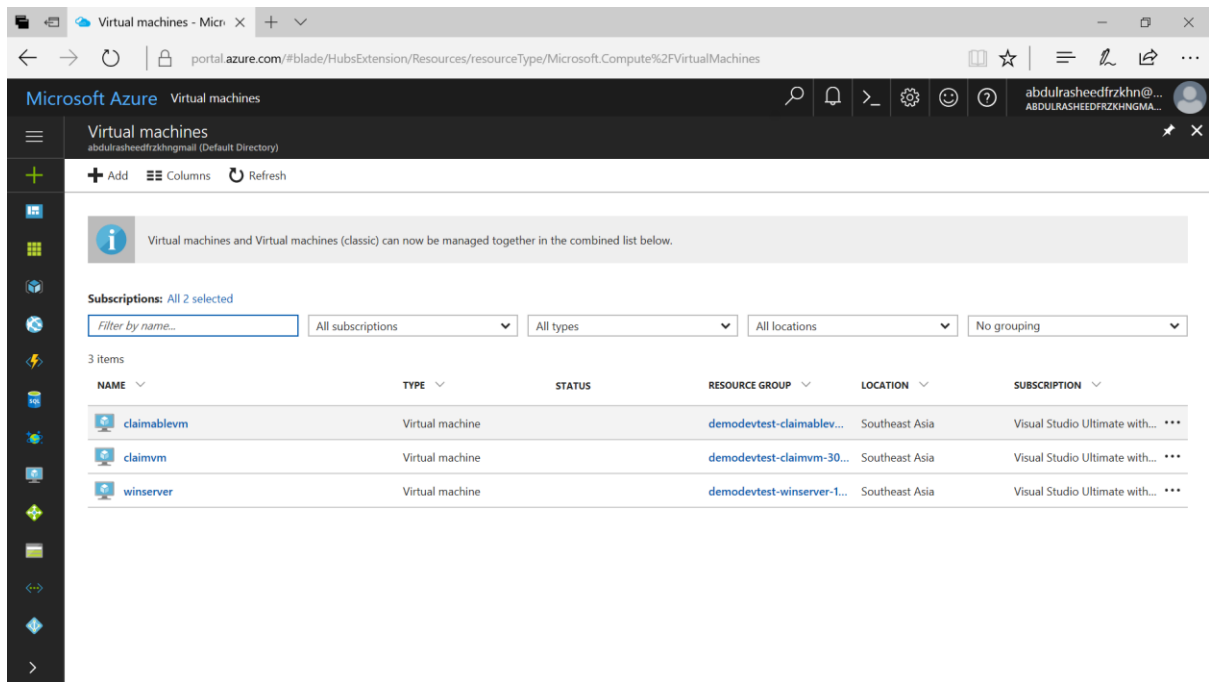 Virtual machines - Micr
portal.azure.com/#blade/HubsExtension/Resources/resourceType/Microsoft.Compute%2FVirtualMachines
Microsoft Azure Virtual machines
abdulrasheedfrzkhn@...
ABDULRASHEEDFRZKHNGMA...
Virtual machines
abdulrasheedfrzkhngmail (Default Directory)
Add Columns Refresh
Virtual machines and Virtual machines (classic) can now be managed together in the combined list below.
Subscriptions: All 2 selected
Filter by name... All subscriptions All types All locations No grouping
3 items
NAME TYPE STATUS RESOURCE GROUP LOCATION SUBSCRIPTION
claimablevm Virtual machine demodevtest-claimablev... Southeast Asia Visual Studio Ultimate with... •••
claimvm Virtual machine demodevtest-claimvm-30... Southeast Asia Visual Studio Ultimate with... •••
winserver Virtual machine demodevtest-winserver-1... Southeast Asia Visual Studio Ultimate with... •••